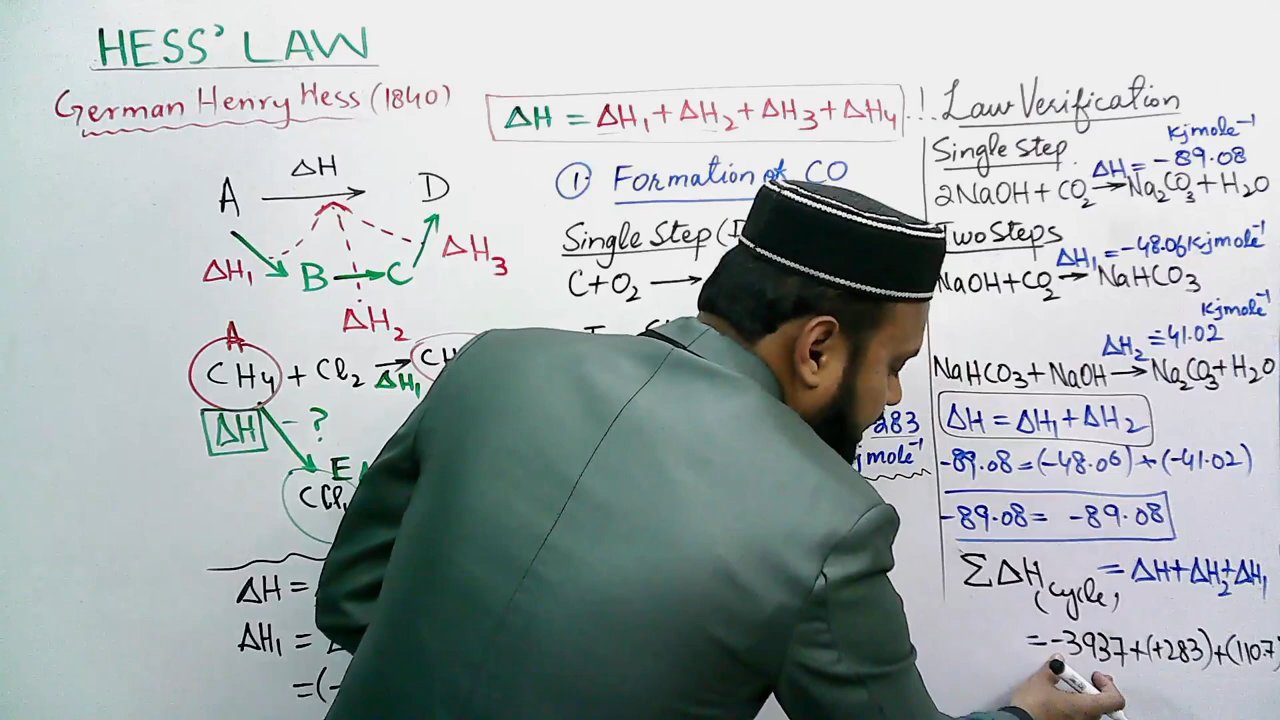 HESS' LAW
German Henry Hess (1840)
ΔH = ΔH₁ + ΔH₂ + ΔH₃ + ΔH₄
A ΔH D
ΔH₁ B C ΔH₃
ΔH₂
A
CH₄ + Cl₂ → ΔH₁
ΔH - ?
E
ΔH =
ΔH₁ =
=(-
① Formation of CO
Single Step
C+O₂ →
283
!! Law Verification
Single Step
ΔH = -89.08 Kjmole⁻¹
2NaOH + CO₂ → Na₂CO₃ + H₂O
Two Steps
ΔH₁ = -48.06 Kjmole⁻¹
NaOH + CO₂ → NaHCO₃
Kjmole⁻¹
ΔH₂ = 41.02
NaHCO₃ + NaOH → Na₂CO₃ + H₂O
ΔH = ΔH₁ + ΔH₂
-89.08 = (-48.06) + (-41.02)
-89.08 = -89.08
ΣΔH (cycle) = ΔH + ΔH₂ + ΔH₁
= -3937 + (+283) + (110.7)